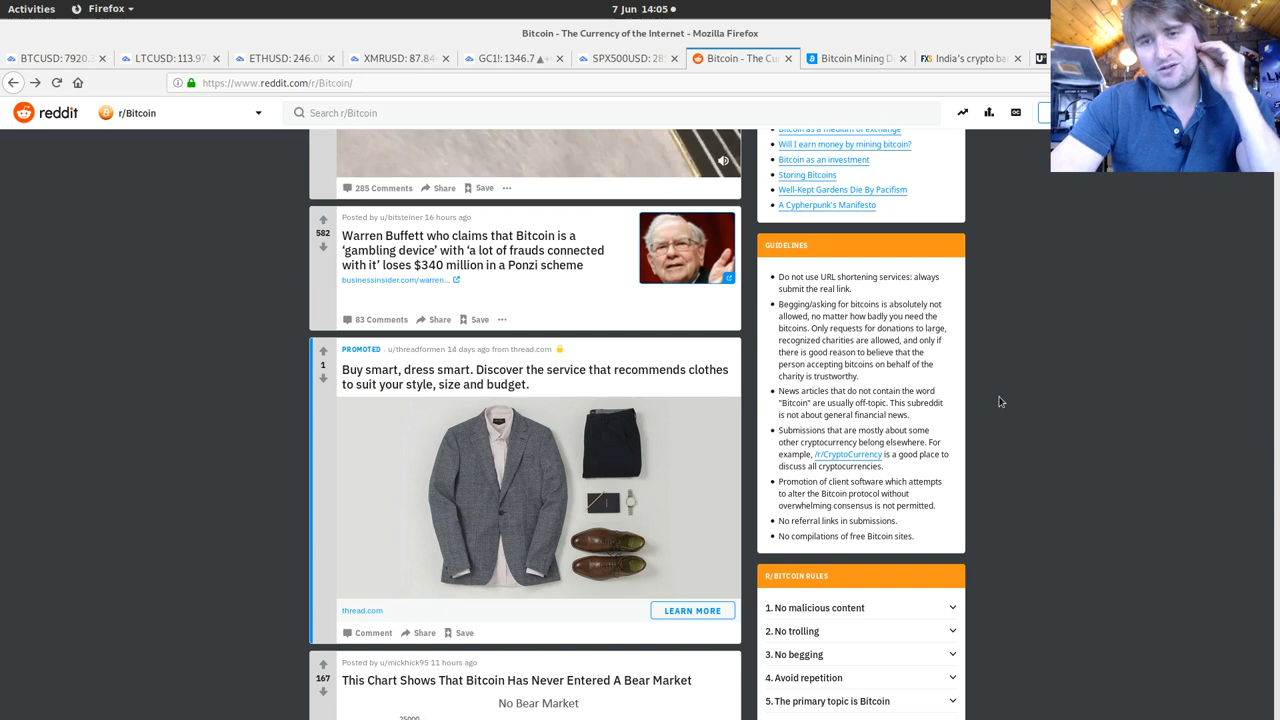 Activities
Firefox
7 Jun 14:05
Bitcoin - The Currency of the Internet - Mozilla Firefox
BTCUSD: 7920.
LTCUSD: 113.97
ETHUSD: 246.0
XMRUSD: 87.84
GC1!: 1346.7 ▲
SPX500USD: 28
Bitcoin - The Cu
Bitcoin Mining D
India's crypto ba
https://www.reddit.com/r/Bitcoin/
reddit
r/Bitcoin
Search r/Bitcoin
285 Comments
Share
Save
Posted by u/bitsteiner 16 hours ago
582
Warren Buffett who claims that Bitcoin is a
‘gambling device’ with ‘a lot of frauds connected
with it’ loses $340 million in a Ponzi scheme
businessinsider.com/warren...
83 Comments
Share
Save
PROMOTED · u/threadformen 14 days ago from thread.com
1
Buy smart, dress smart. Discover the service that recommends clothes
to suit your style, size and budget.
thread.com
LEARN MORE
Comment
Share
Save
Posted by u/mickhick95 11 hours ago
167
This Chart Shows That Bitcoin Has Never Entered A Bear Market
No Bear Market
25000
Bitcoin as a medium of exchange
Will I earn money by mining bitcoin?
Bitcoin as an investment
Storing Bitcoins
Well-Kept Gardens Die By Pacifism
A Cypherpunk's Manifesto
GUIDELINES
Do not use URL shortening services: always
submit the real link.
Begging/asking for bitcoins is absolutely not
allowed, no matter how badly you need the
bitcoins. Only requests for donations to large,
recognized charities are allowed, and only if
there is good reason to believe that the
person accepting bitcoins on behalf of the
charity is trustworthy.
News articles that do not contain the word
"Bitcoin" are usually off-topic. This subreddit
is not about general financial news.
Submissions that are mostly about some
other cryptocurrency belong elsewhere. For
example, /r/CryptoCurrency is a good place to
discuss all cryptocurrencies.
Promotion of client software which attempts
to alter the Bitcoin protocol without
overwhelming consensus is not permitted.
No referral links in submissions.
No compilations of free Bitcoin sites.
R/BITCOIN RULES
1. No malicious content
2. No trolling
3. No begging
4. Avoid repetition
5. The primary topic is Bitcoin